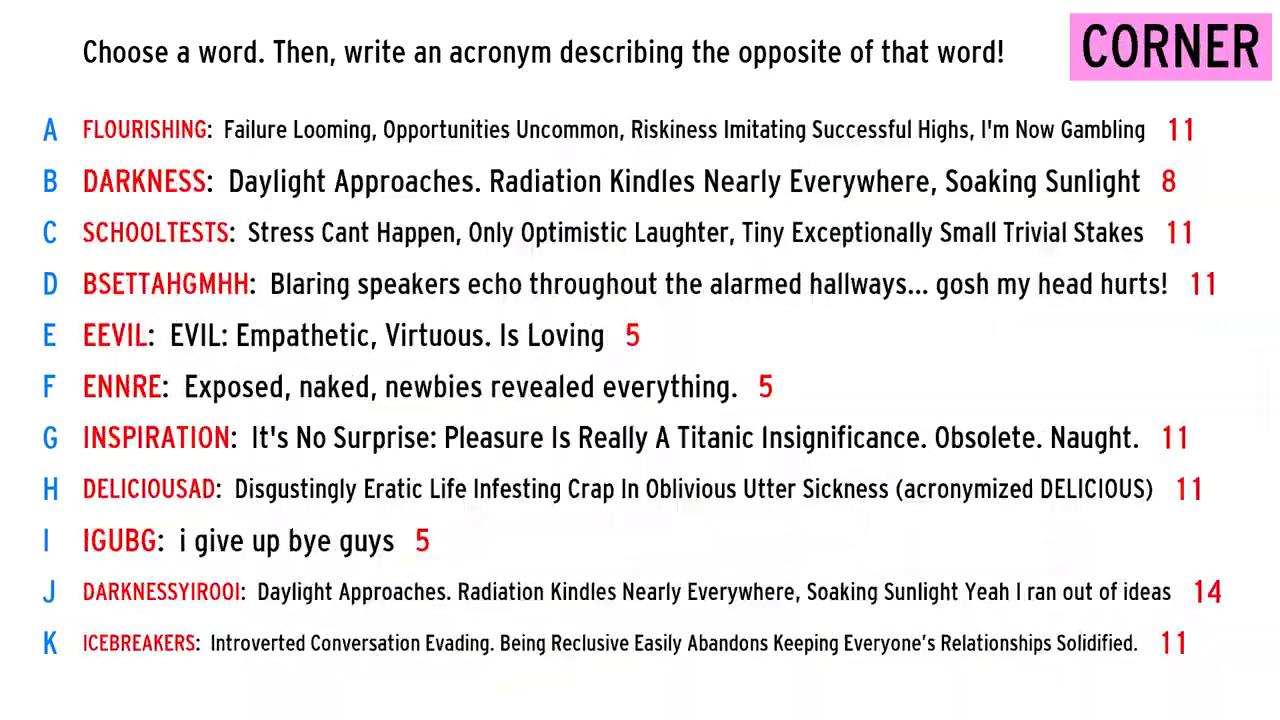 Choose a word. Then, write an acronym describing the opposite of that word!
CORNER
A FLOURISHING: Failure Looming, Opportunities Uncommon, Riskiness Imitating Successful Highs, I'm Now Gambling 11
B DARKNESS: Daylight Approaches. Radiation Kindles Nearly Everywhere, Soaking Sunlight 8
C SCHOOLTESTS: Stress Cant Happen, Only Optimistic Laughter, Tiny Exceptionally Small Trivial Stakes 11
D BSETTAHGMHH: Blaring speakers echo throughout the alarmed hallways... gosh my head hurts! 11
E EEVIL: EVIL: Empathetic, Virtuous. Is Loving 5
F ENNRE: Exposed, naked, newbies revealed everything. 5
G INSPIRATION: It's No Surprise: Pleasure Is Really A Titanic Insignificance. Obsolete. Naught. 11
H DELICIOUSAD: Disgustingly Eratic Life Infesting Crap In Oblivious Utter Sickness (acronymized DELICIOUS) 11
I IGUBG: i give up bye guys 5
J DARKNESSYIROOI: Daylight Approaches. Radiation Kindles Nearly Everywhere, Soaking Sunlight Yeah I ran out of ideas 14
K ICEBREAKERS: Introverted Conversation Evading. Being Reclusive Easily Abandons Keeping Everyone’s Relationships Solidified. 11